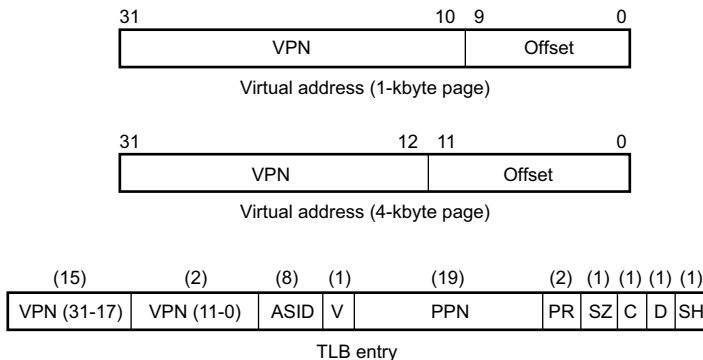 31 10 9 0
VPN Offset
Virtual address (1-kbyte page)
31 12 11 0
VPN Offset
Virtual address (4-kbyte page)
(15) (2) (8) (1) (19) (2) (1) (1) (1) (1)
VPN (31-17) VPN (11-0) ASID V PPN PR SZ C D SH
TLB entry